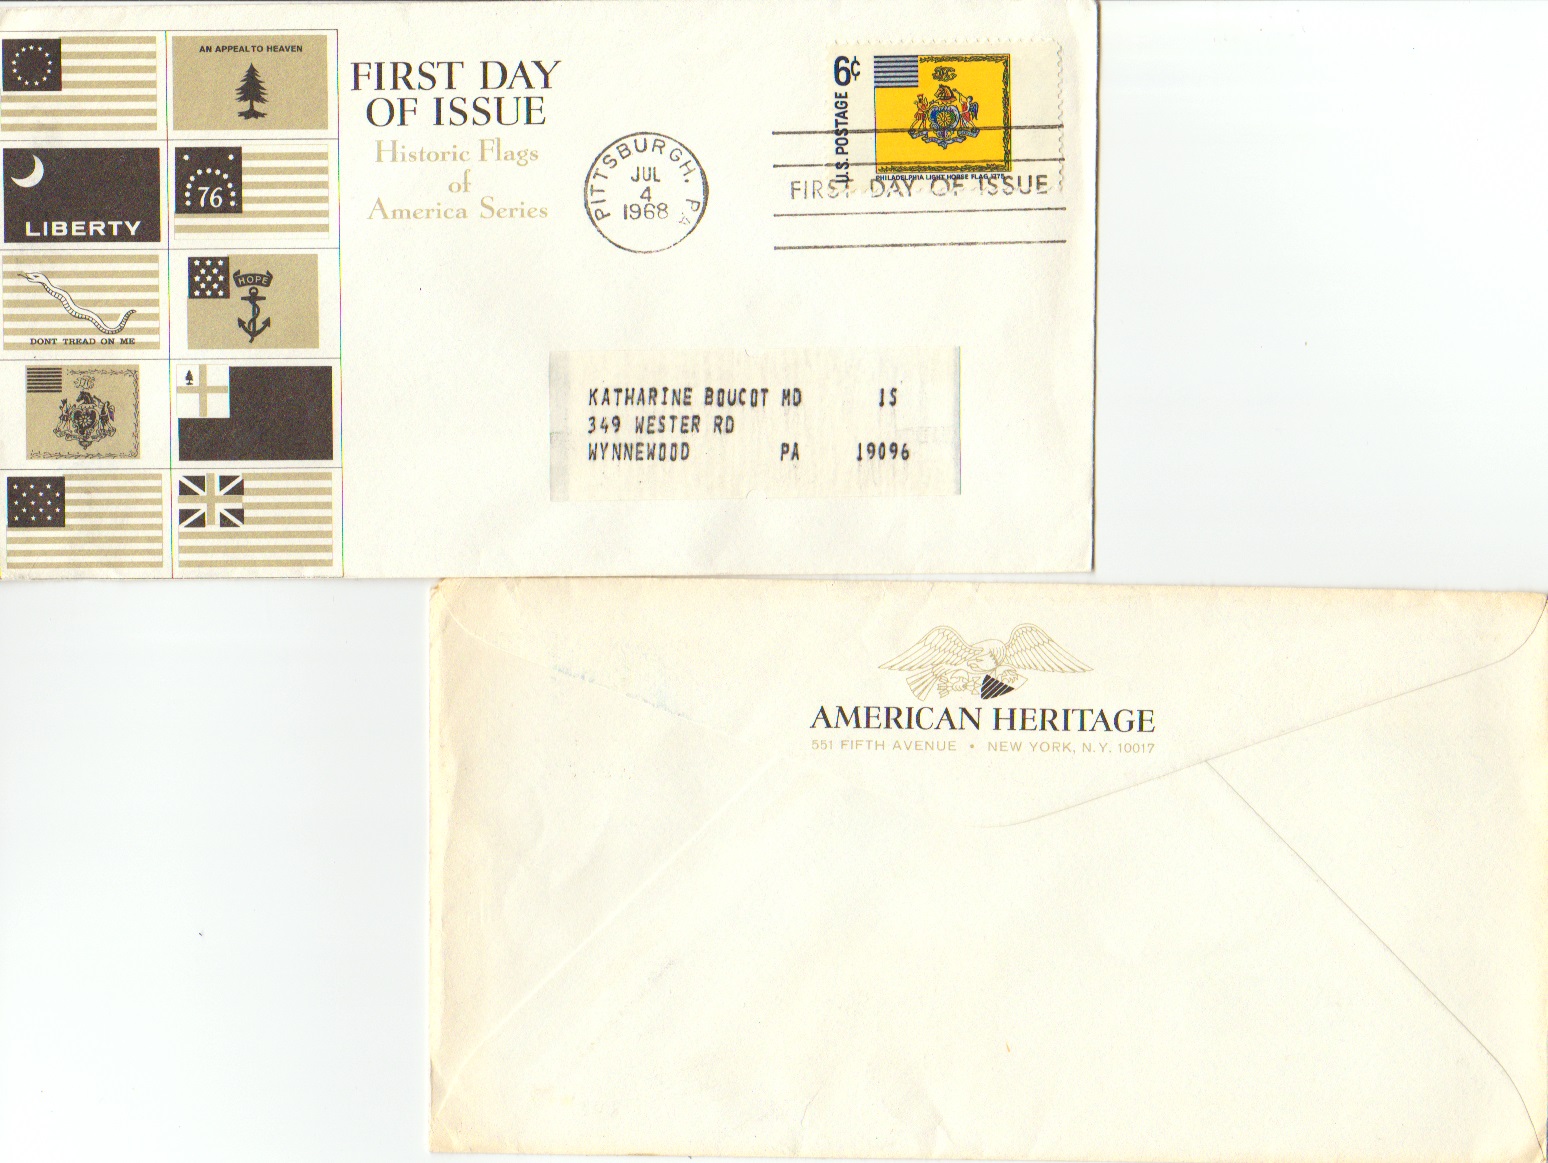 AN APPEAL TO HEAVEN
LIBERTY
76
DONT TREAD ON ME
HOPE
FIRST DAY
OF ISSUE
Historic Flags
of
America Series
PITTSBURGH, PA
JUL
4
1968
6¢
U.S. POSTAGE
PHILADELPHIA LIGHT HORSE FLAG 1775
FIRST DAY OF ISSUE
KATHARINE BOUCOT MD 1S
349 WESTER RD
WYNNEWOOD PA 19096
AMERICAN HERITAGE
551 FIFTH AVENUE • NEW YORK, N.Y. 10017